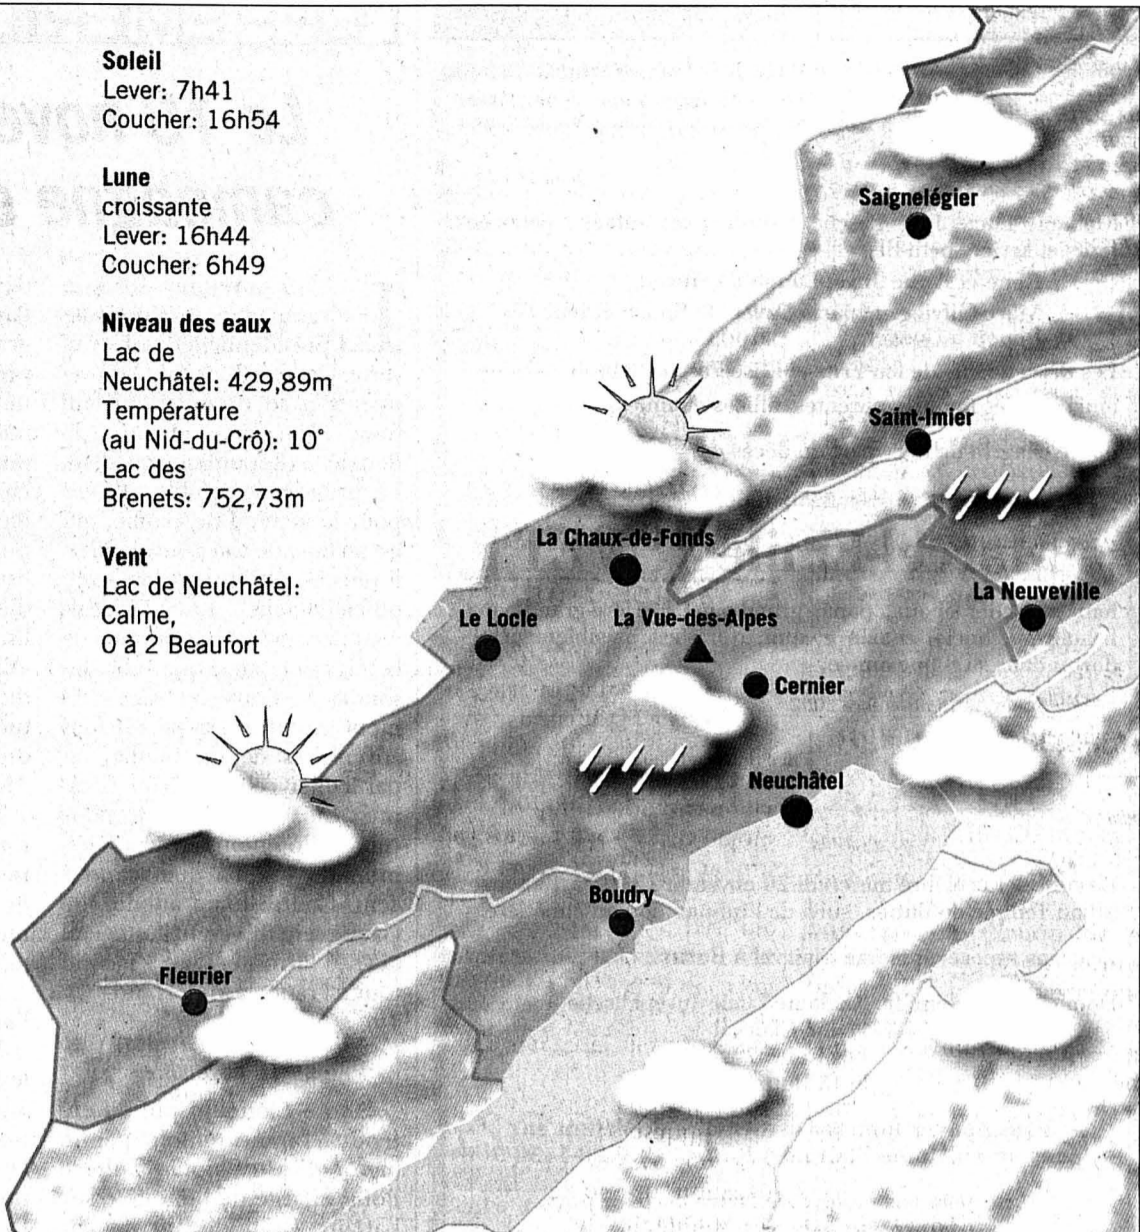 Soleil
Lever: 7h41
Coucher: 16h54
Lune
croissante
Lever: 16h44
Coucher: 6h49
Niveau des eaux
Lac de
Neuchâtel: 429,89m
Température
(au Nid-du-Crô): 10°
Lac des
Brenets: 752,73m
Vent
Lac de Neuchâtel:
Calme,
0 à 2 Beaufort
Saignelégier
Saint-Imier
La Chaux-de-Fonds
La Neuveville
Le Locle
La Vue-des-Alpes
Cernier
Neuchâtel
Boudry
Fleurier